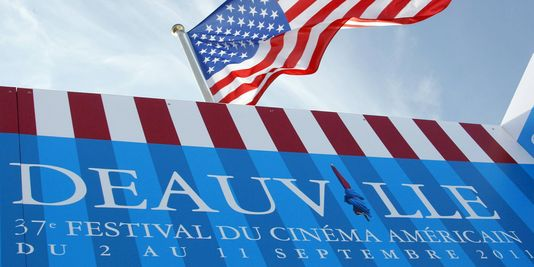 DEAUVILLE
37e FESTIVAL DU CINÉMA AMÉRICAIN
DU 2 AU 11 SEPTEMBRE 2011